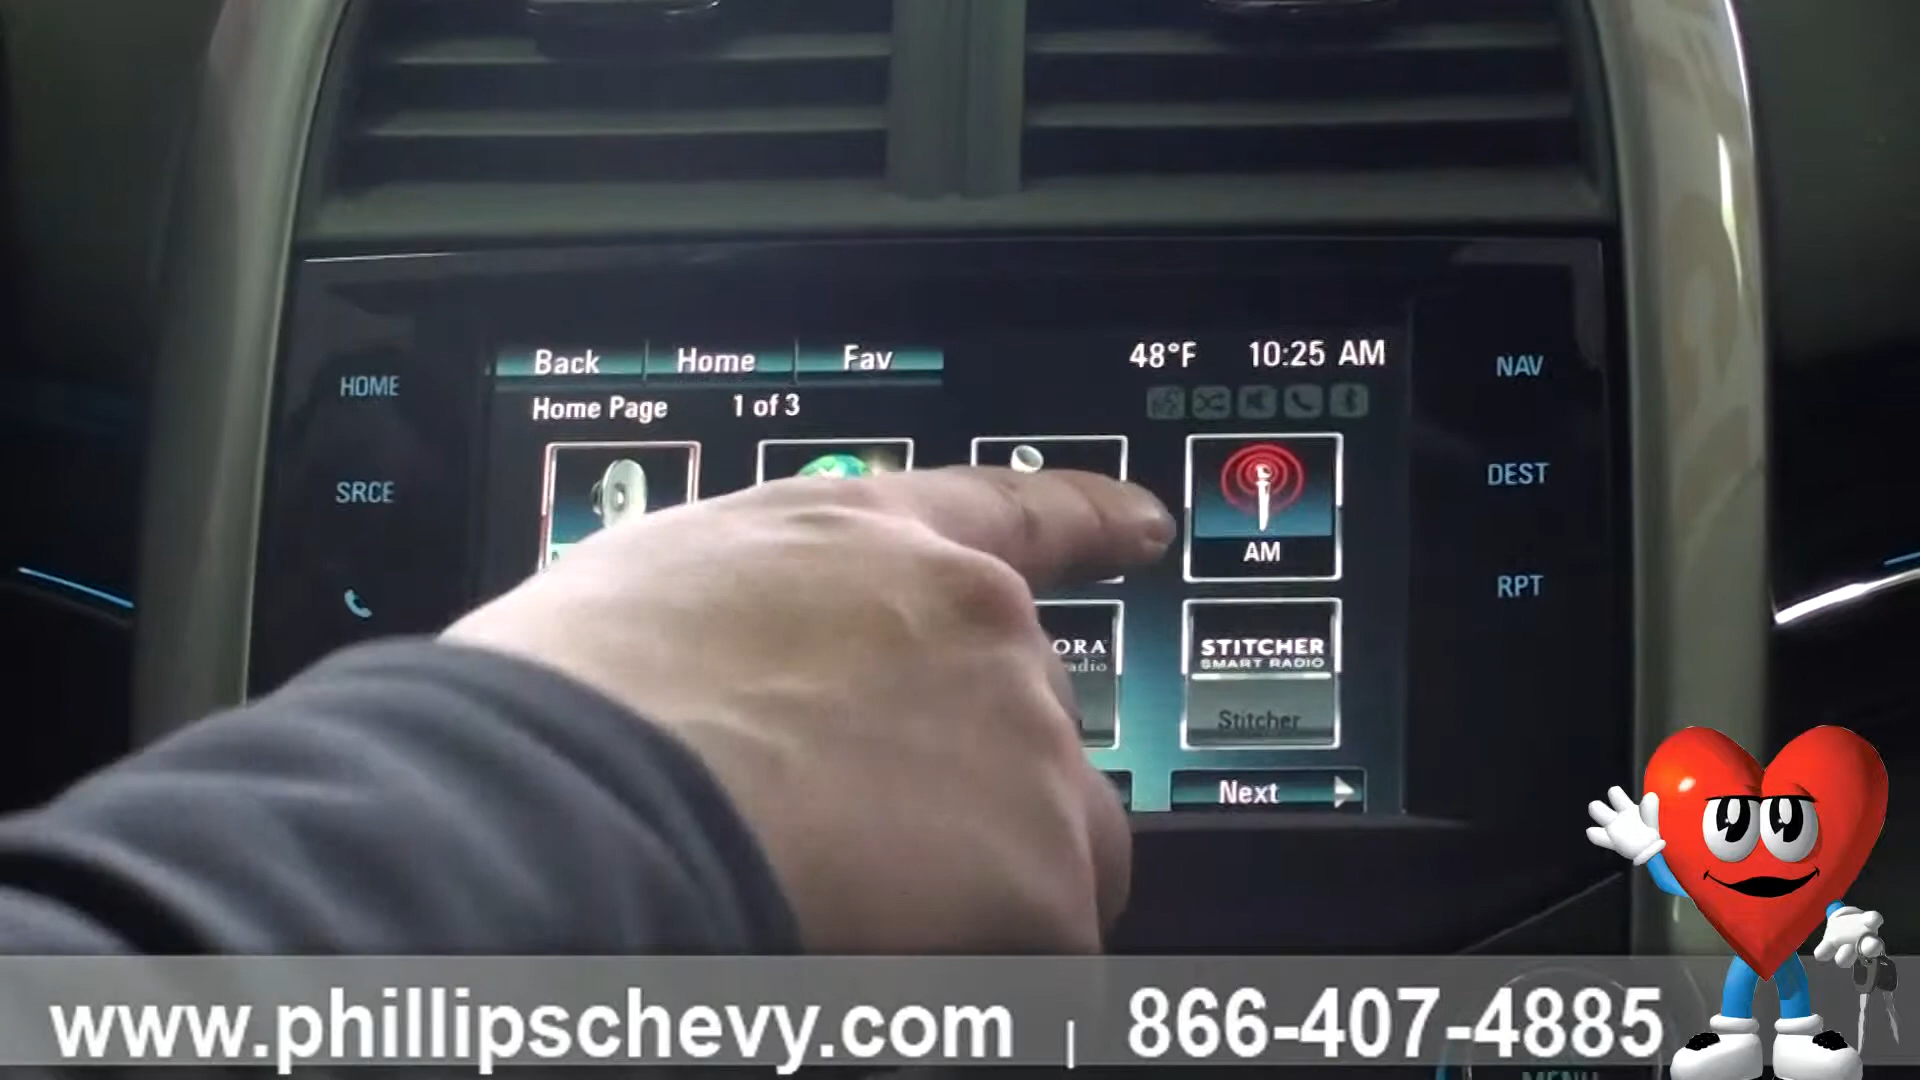 Back Home Fav 48°F 10:25 AM
Home Page 1 of 3
HOME
SRCE
NAV
DEST
RPT
AM
STITCHER
SMART RADIO
Stitcher
Next
www.phillipschevy.com | 866-407-4885
MENU